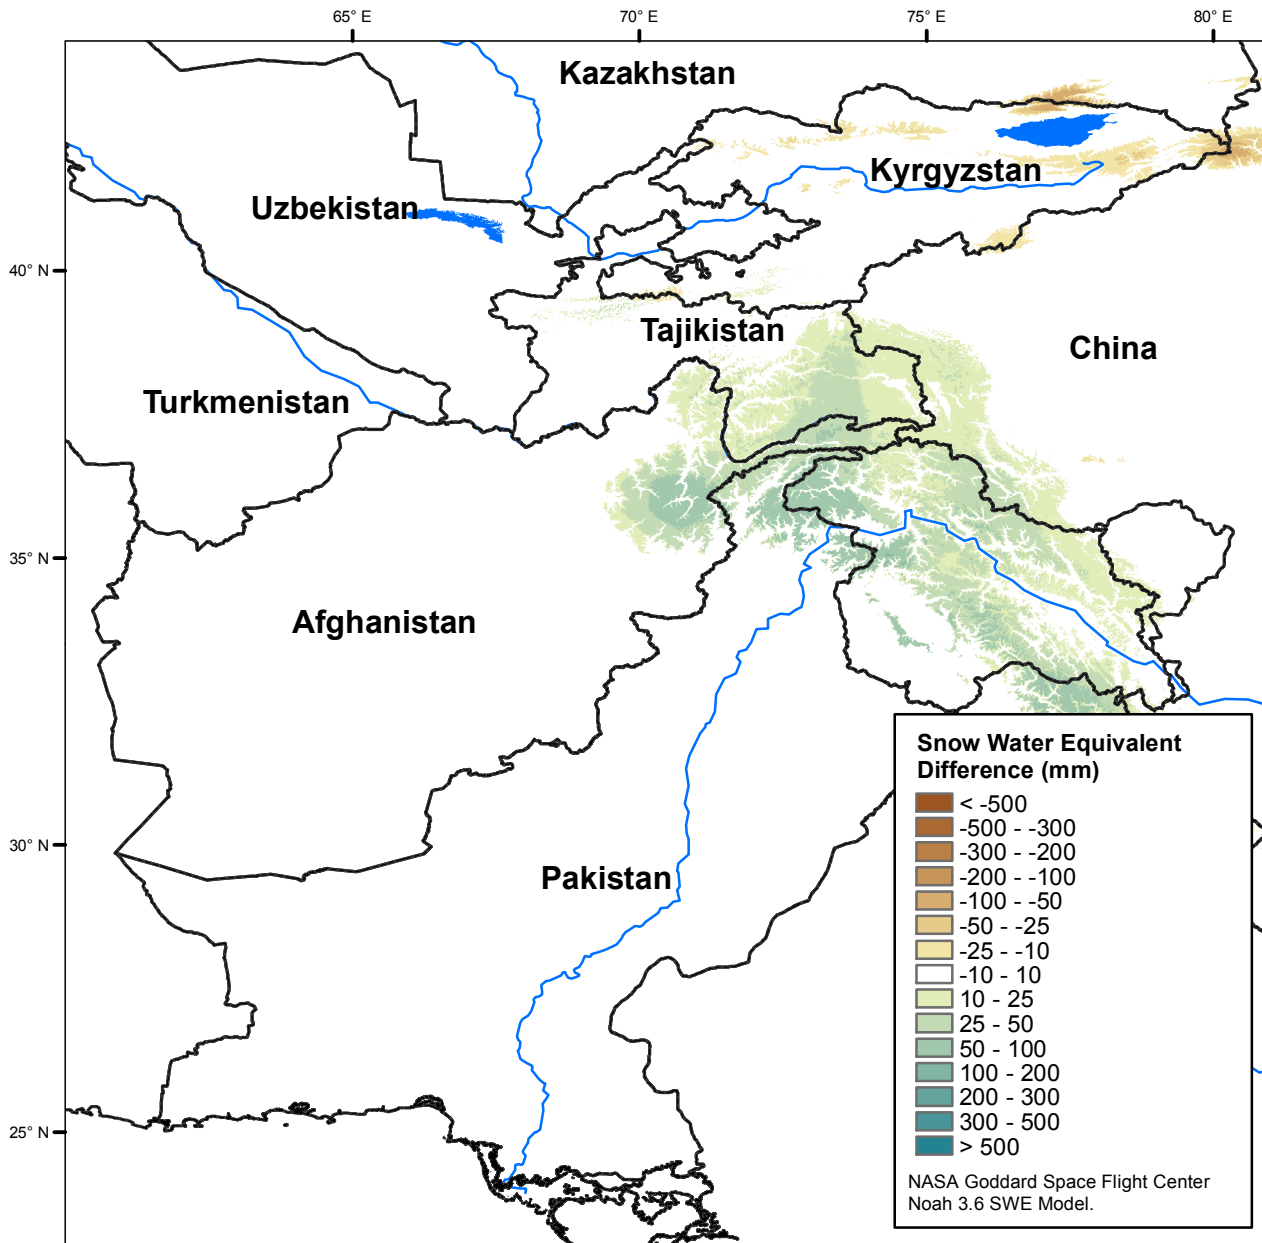 65° E
70° E
75° E
80° E
Kazakhstan
Kyrgyzstan
Uzbekistan
40° N
Tajikistan
China
Turkmenistan
35° N
Afghanistan
30° N
Pakistan
25° N
Snow Water Equivalent
Difference (mm)
< -500
-500 - -300
-300 - -200
-200 - -100
-100 - -50
-50 - -25
-25 - -10
-10 - 10
10 - 25
25 - 50
50 - 100
100 - 200
200 - 300
300 - 500
> 500
NASA Goddard Space Flight Center
Noah 3.6 SWE Model.